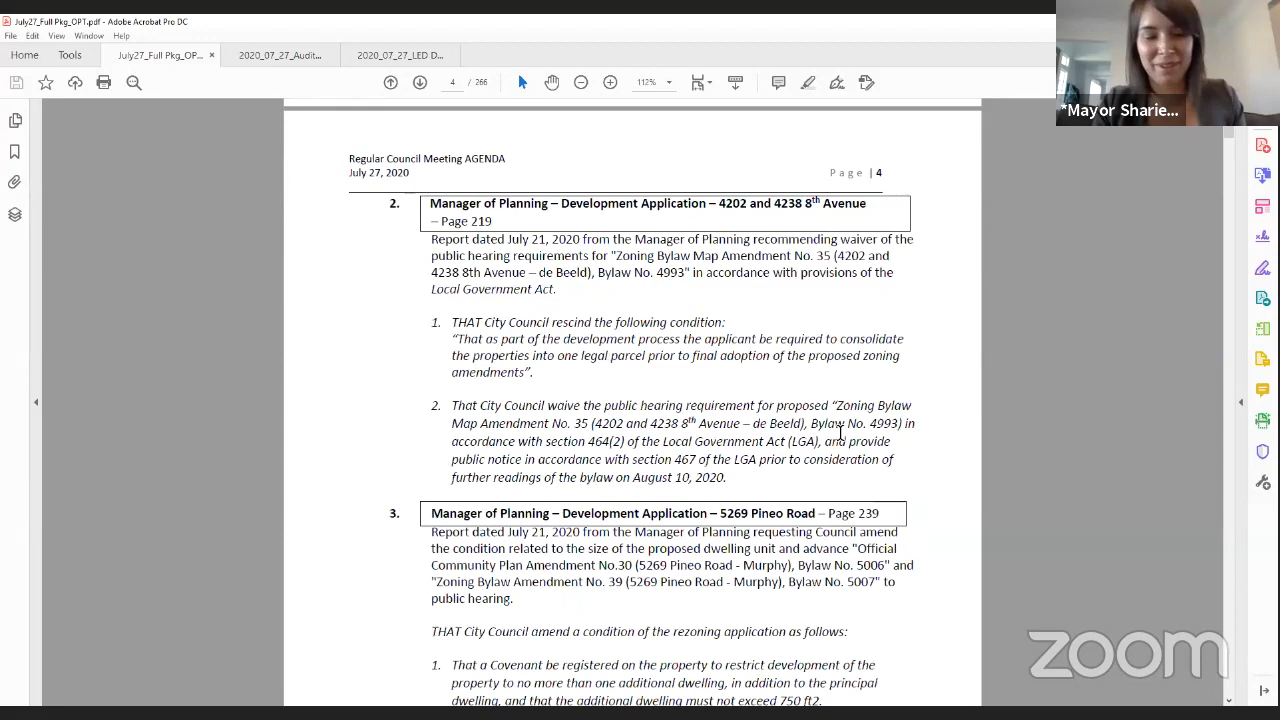 July27_Full Pkg_OPT.pdf - Adobe Acrobat Pro DC
File Edit View Window Help
Home Tools July27_Full Pkg_OP... × 2020_07_27_Audit... 2020_07_27_LED D...
4 / 266 112%
*Mayor Sharie...
Regular Council Meeting AGENDA
July 27, 2020 Page | 4
2. Manager of Planning – Development Application – 4202 and 4238 8th Avenue
– Page 219
Report dated July 21, 2020 from the Manager of Planning recommending waiver of the
public hearing requirements for "Zoning Bylaw Map Amendment No. 35 (4202 and
4238 8th Avenue – de Beeld), Bylaw No. 4993" in accordance with provisions of the
Local Government Act.
1. THAT City Council rescind the following condition:
“That as part of the development process the applicant be required to consolidate
the properties into one legal parcel prior to final adoption of the proposed zoning
amendments”.
2. That City Council waive the public hearing requirement for proposed “Zoning Bylaw
Map Amendment No. 35 (4202 and 4238 8th Avenue – de Beeld), Bylaw No. 4993) in
accordance with section 464(2) of the Local Government Act (LGA), and provide
public notice in accordance with section 467 of the LGA prior to consideration of
further readings of the bylaw on August 10, 2020.
3. Manager of Planning – Development Application – 5269 Pineo Road – Page 239
Report dated July 21, 2020 from the Manager of Planning requesting Council amend
the condition related to the size of the proposed dwelling unit and advance "Official
Community Plan Amendment No.30 (5269 Pineo Road - Murphy), Bylaw No. 5006" and
"Zoning Bylaw Amendment No. 39 (5269 Pineo Road - Murphy), Bylaw No. 5007" to
public hearing.
THAT City Council amend a condition of the rezoning application as follows:
1. That a Covenant be registered on the property to restrict development of the
property to no more than one additional dwelling, in addition to the principal
dwelling, and that the additional dwelling must not exceed 750 ft2.
zoom